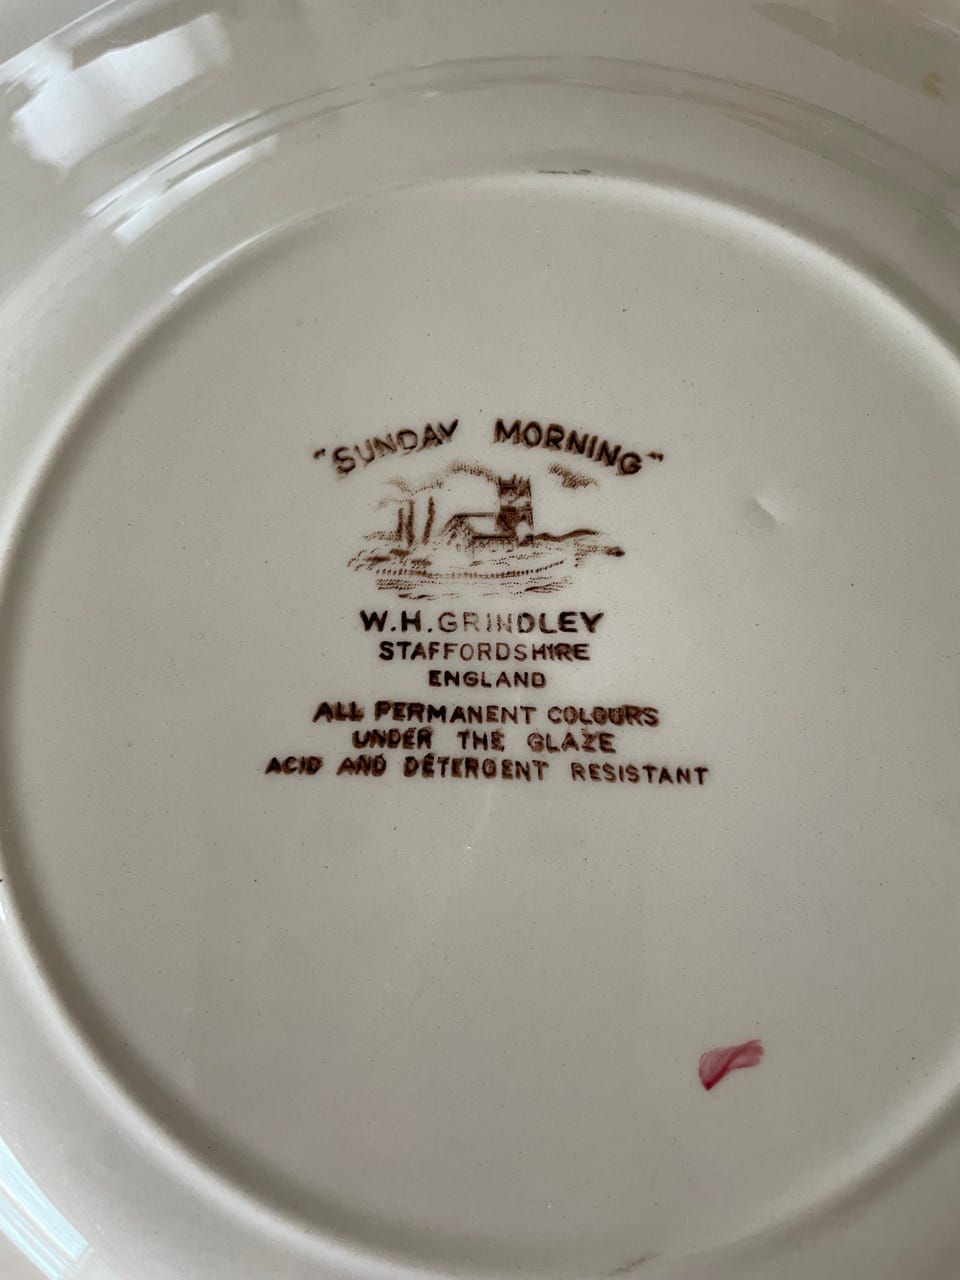 "SUNDAY MORNING"
W.H.GRINDLEY
STAFFORDSHIRE
ENGLAND
ALL PERMANENT COLOURS
UNDER THE GLAZE
ACID AND DETERGENT RESISTANT